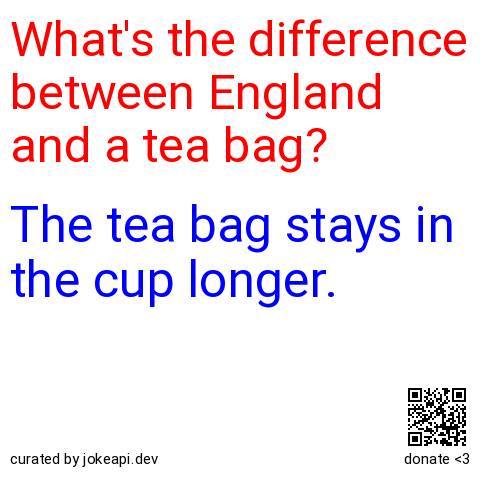 What's the difference
between England
and a tea bag?
The tea bag stays in
the cup longer.
curated by jokeapi.dev
donate <3